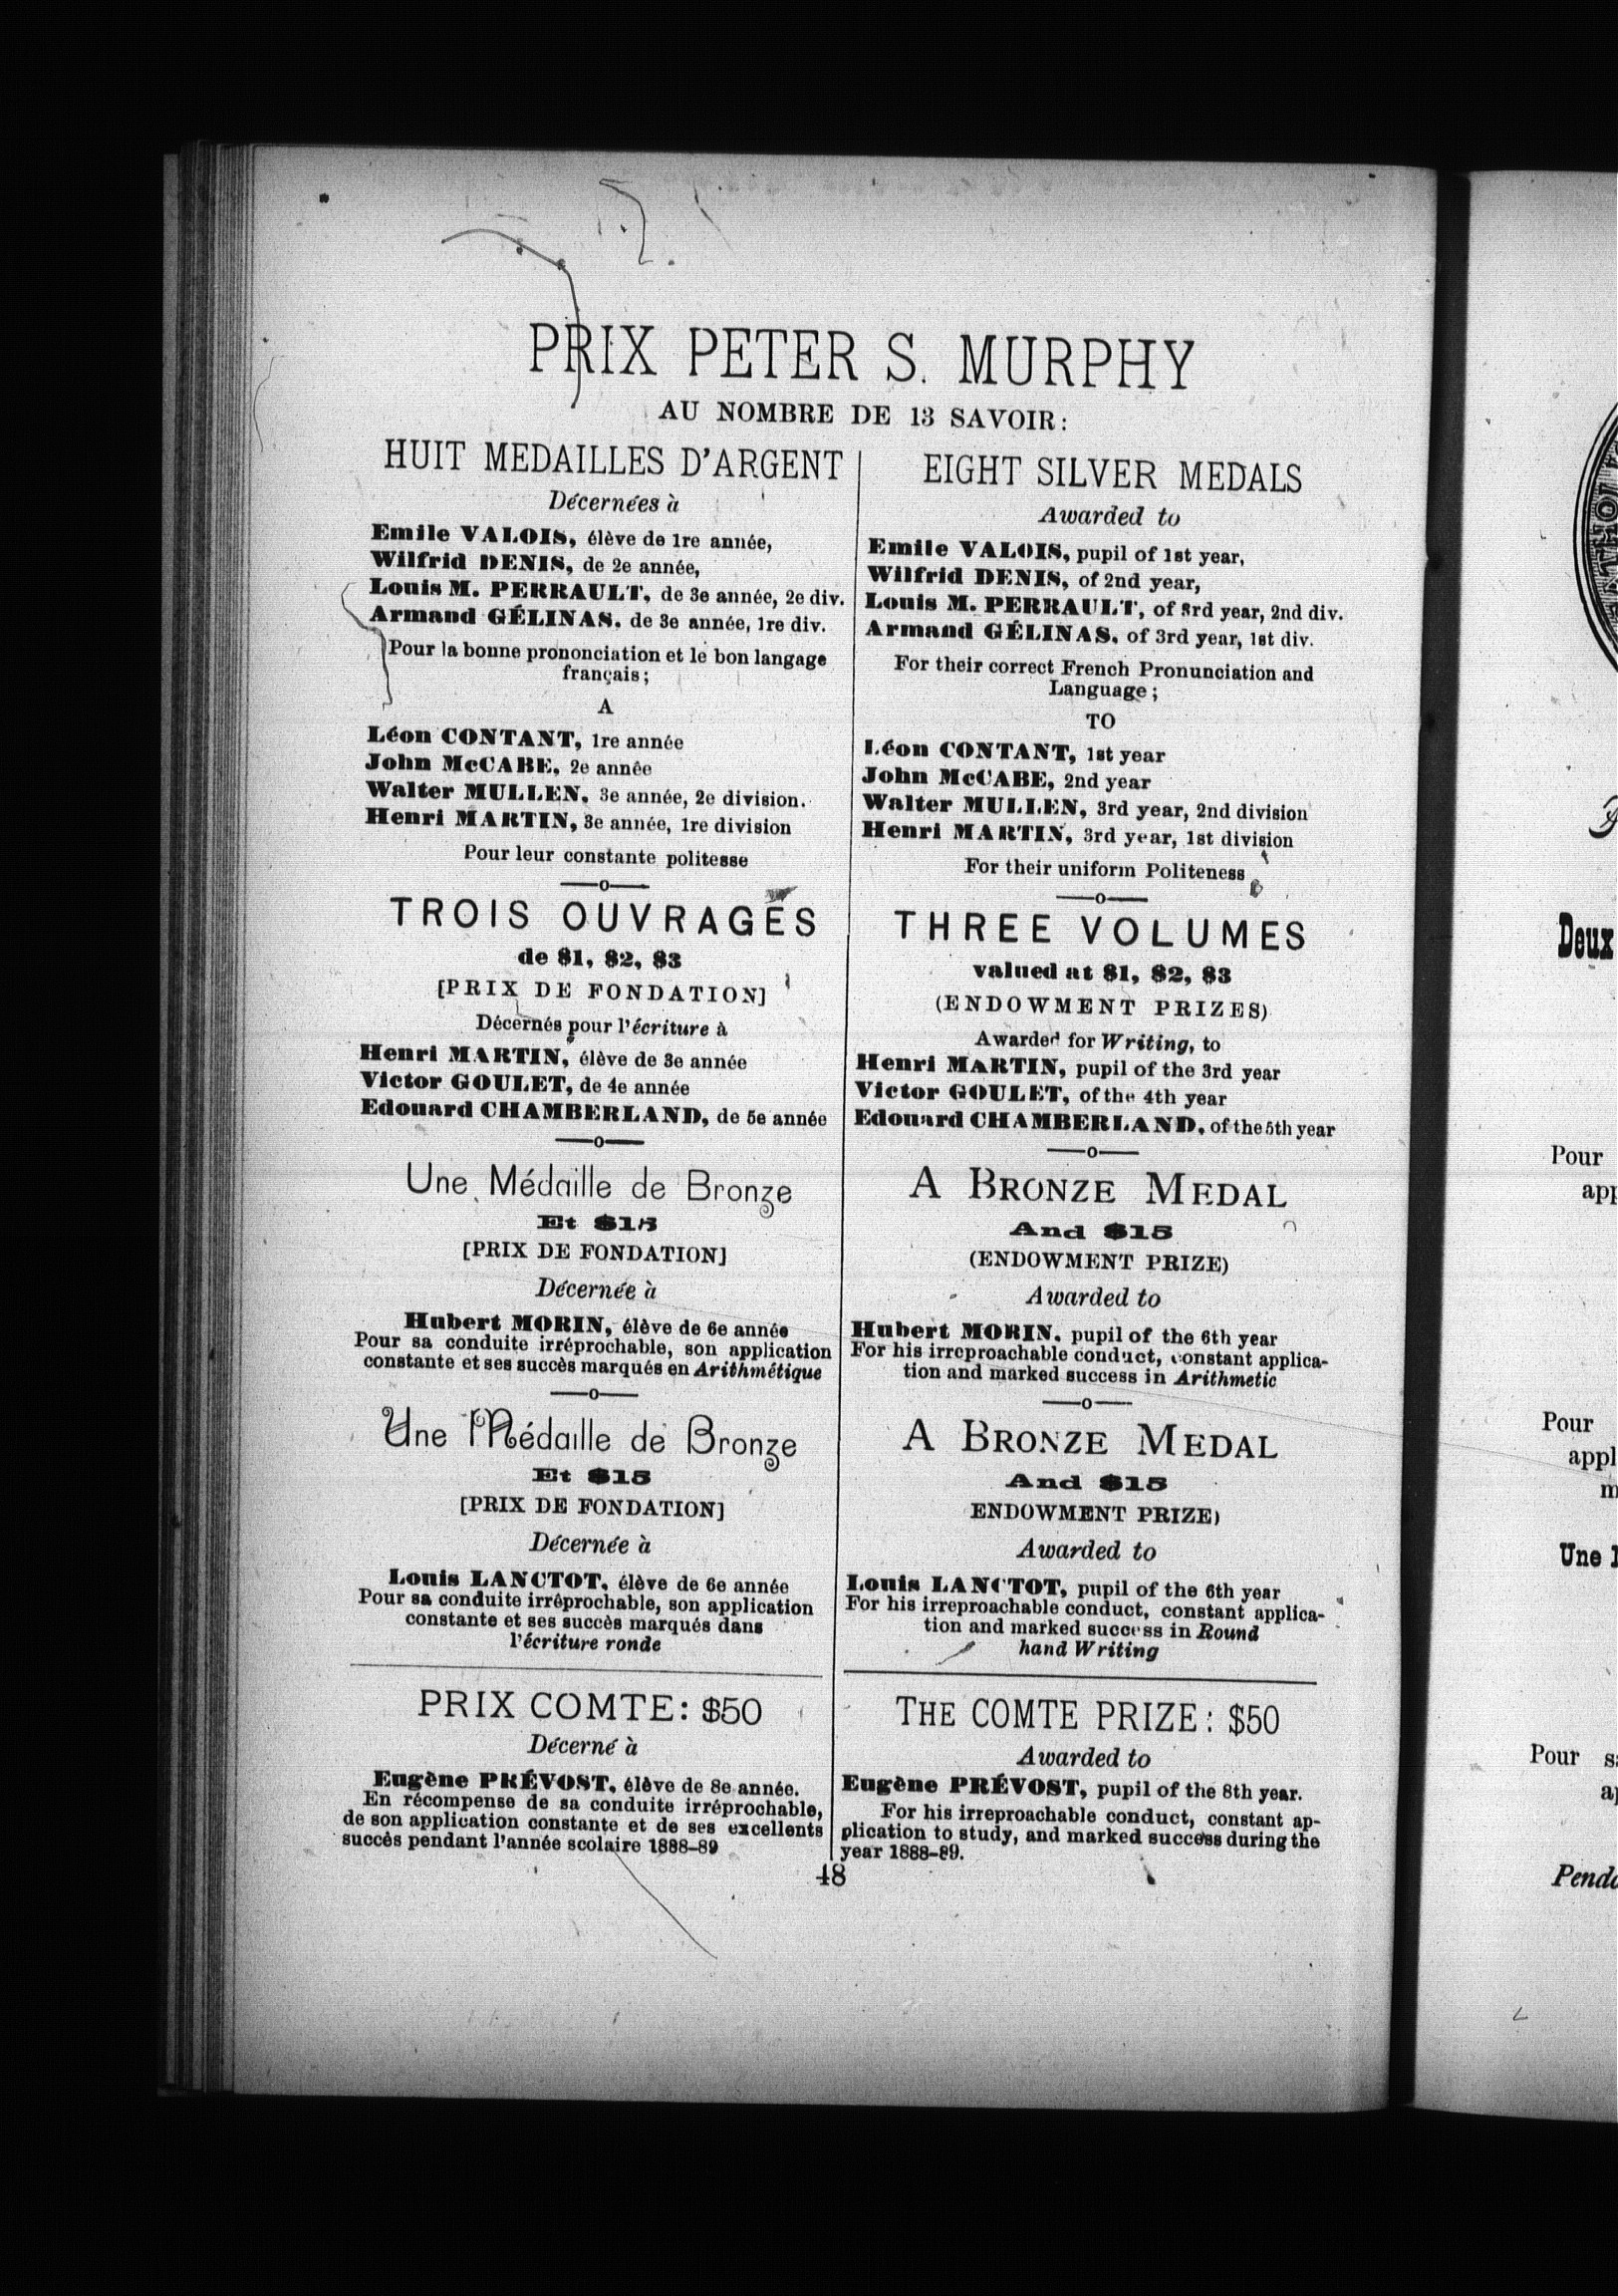 PRIX PETER S. MURPHY
AU NOMBRE DE 13 SAVOIR:
HUIT MEDAILLES D'ARGENT
Décernées à
Emile VALOIS, élève de 1re année,
Wilfrid DENIS, de 2e année,
Louis M. PERRAULT, de 3e année, 2e div.
Armand GÉLINAS, de 3e année, 1re div.
Pour la bonne prononciation et le bon langage
français;
A
Léon CONTANT, 1re année
John McCABE, 2e année
Walter MULLEN, 3e année, 2e division.
Henri MARTIN, 3e année, 1re division
Pour leur constante politesse
—o—
TROIS OUVRAGES
de $1, $2, $3
[PRIX DE FONDATION]
Décernés pour l'écriture à
Henri MARTIN, élève de 3e année
Victor GOULET, de 4e année
Edouard CHAMBERLAND, de 5e année
—o—
Une Médaille de Bronze
Et $15
[PRIX DE FONDATION]
Décernée à
Hubert MORIN, élève de 6e année
Pour sa conduite irréprochable, son application
constante et ses succès marqués en Arithmétique
—o—
Une Médaille de Bronze
Et $15
[PRIX DE FONDATION]
Décernée à
Louis LANCTOT, élève de 6e année
Pour sa conduite irréprochable, son application
constante et ses succès marqués dans
l'écriture ronde
PRIX COMTE: $50
Décerné à
Eugène PRÉVOST, élève de 8e année.
En récompense de sa conduite irréprochable,
de son application constante et de ses excellents
succès pendant l'année scolaire 1888-89
EIGHT SILVER MEDALS
Awarded to
Emile VALOIS, pupil of 1st year,
Wilfrid DENIS, of 2nd year,
Louis M. PERRAULT, of 3rd year, 2nd div.
Armand GÉLINAS, of 3rd year, 1st div.
For their correct French Pronunciation and
Language;
TO
Léon CONTANT, 1st year
John McCABE, 2nd year
Walter MULLEN, 3rd year, 2nd division
Henri MARTIN, 3rd year, 1st division
For their uniform Politeness
—o—
THREE VOLUMES
valued at $1, $2, $3
(ENDOWMENT PRIZES)
Awarded for Writing, to
Henri MARTIN, pupil of the 3rd year
Victor GOULET, of the 4th year
Edouard CHAMBERLAND, of the 5th year
—o—
A BRONZE MEDAL
And $15
(ENDOWMENT PRIZE)
Awarded to
Hubert MORIN, pupil of the 6th year
For his irreproachable conduct, constant applica-
tion and marked success in Arithmetic
—o—
A BRONZE MEDAL
And $15
ENDOWMENT PRIZE)
Awarded to
Louis LANCTOT, pupil of the 6th year
For his irreproachable conduct, constant applica-
tion and marked success in Round
hand Writing
THE COMTE PRIZE: $50
Awarded to
Eugène PRÉVOST, pupil of the 8th year.
For his irreproachable conduct, constant ap-
plication to study, and marked success during the
year 1888-89.
48
Deux
Pour
app
Pour
appl
m
Une
Pour
Pend